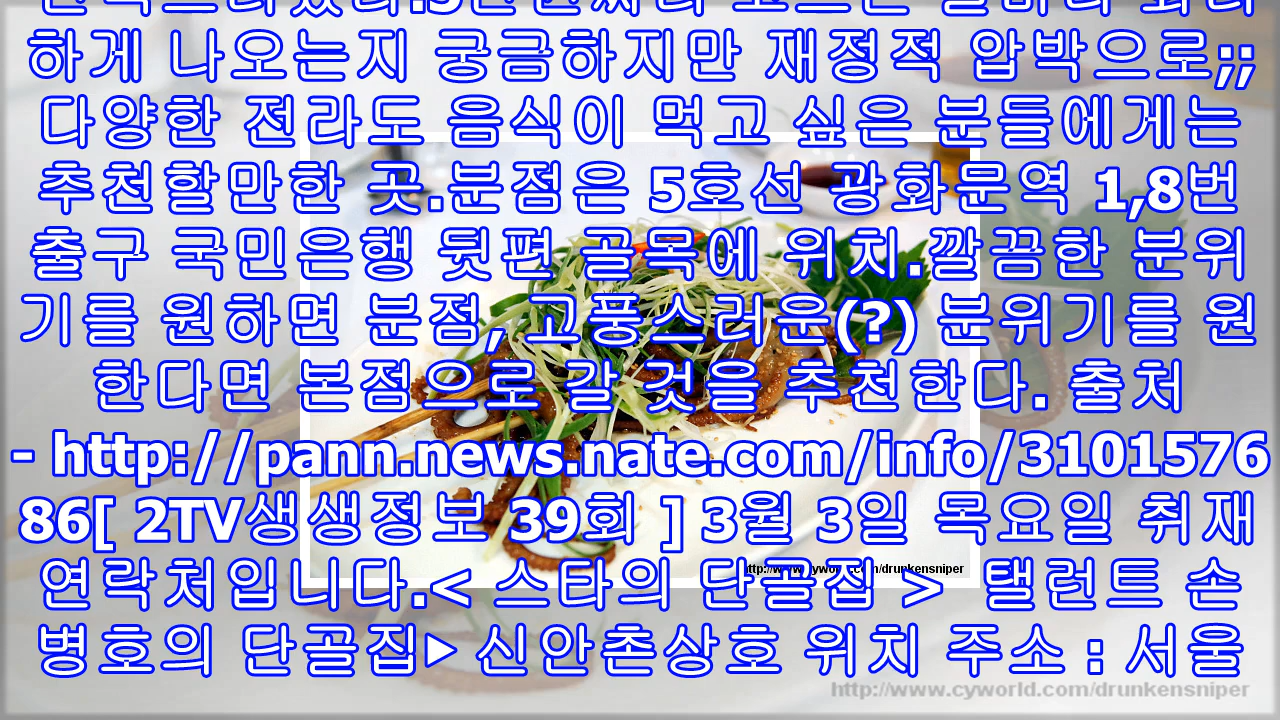 하게 나오는지 궁금하지만 재정적 압박으로;;
다양한 전라도 음식이 먹고 싶은 분들에게는
추천할만한 곳.분점은 5호선 광화문역 1,8번
출구 국민은행 뒷편 골목에 위치.깔끔한 분위
기를 원하면 분점, 고풍스러운(?) 분위기를 원
한다면 본점으로 갈 것을 추천한다. 출처
- http://pann.news.nate.com/info/3101576
86[ 2TV생생정보 39회 ] 3월 3일 목요일 취재
연락처입니다.< 스타의 단골집 > 탤런트 손
병호의 단골집▶ 신안촌상호 위치 주소 : 서울
http://www.cyworld.com/drunkensniper
http://www.cyworld.com/drunkensniper